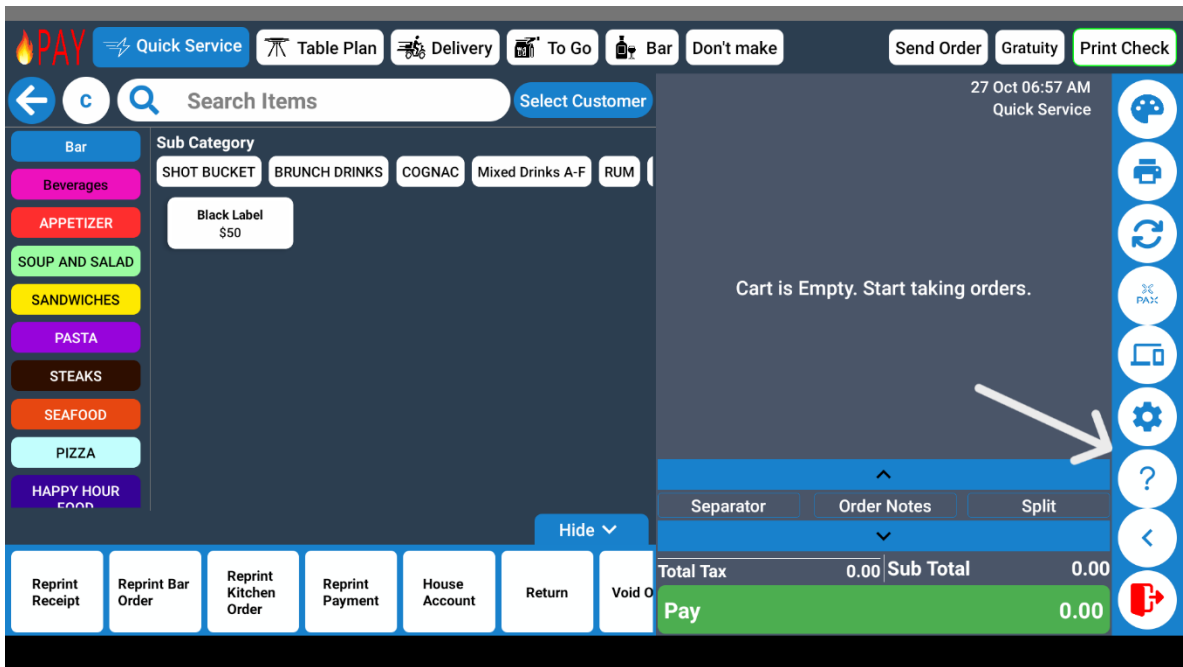 PAY
Quick Service
Table Plan
Delivery
To Go
Bar
Don't make
Send Order
Gratuity
Print Check
C
Search Items
Select Customer
27 Oct 06:57 AM
Quick Service
Bar
Beverages
APPETIZER
SOUP AND SALAD
SANDWICHES
PASTA
STEAKS
SEAFOOD
PIZZA
HAPPY HOUR
FOOD
Sub Category
SHOT BUCKET
BRUNCH DRINKS
COGNAC
Mixed Drinks A-F
RUM
Black Label
$50
Cart is Empty. Start taking orders.
PAX
?
Separator
Order Notes
Split
Hide
Reprint
Receipt
Reprint Bar
Order
Reprint
Kitchen
Order
Reprint
Payment
House
Account
Return
Void O
Total Tax 0.00
Sub Total 0.00
Pay 0.00